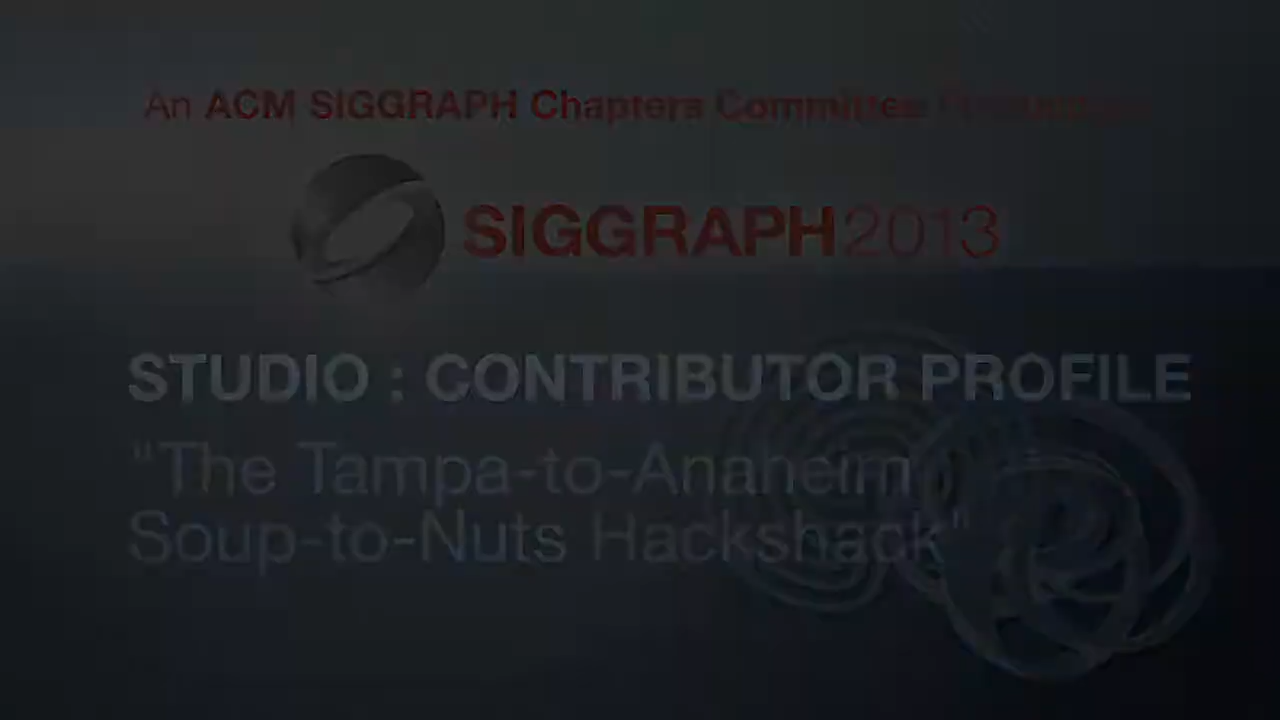 An ACM SIGGRAPH Chapters Committee
SIGGRAPH2013
STUDIO : CONTRIBUTOR PROFILE
"The Tampa-to-Anaheim
Soup-to-Nuts Hackshack"